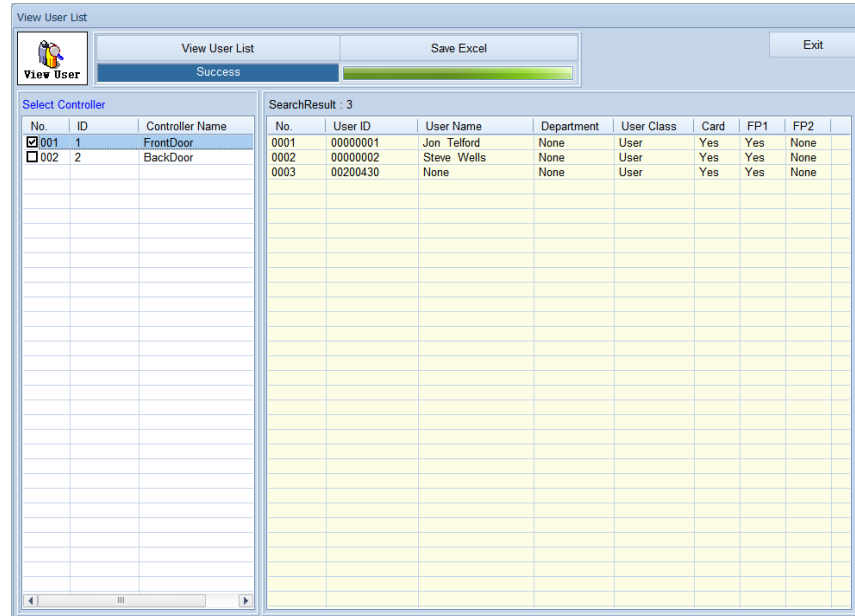 View User List
View User
View User List Save Excel
Success
Exit
Select Controller
No. ID Controller Name
001 1 FrontDoor
002 2 BackDoor
SearchResult : 3
No. User ID User Name Department User Class Card FP1 FP2
0001 00000001 Jon Telford None User Yes Yes None
0002 00000002 Steve Wells None User Yes Yes None
0003 00200430 None None User Yes Yes None